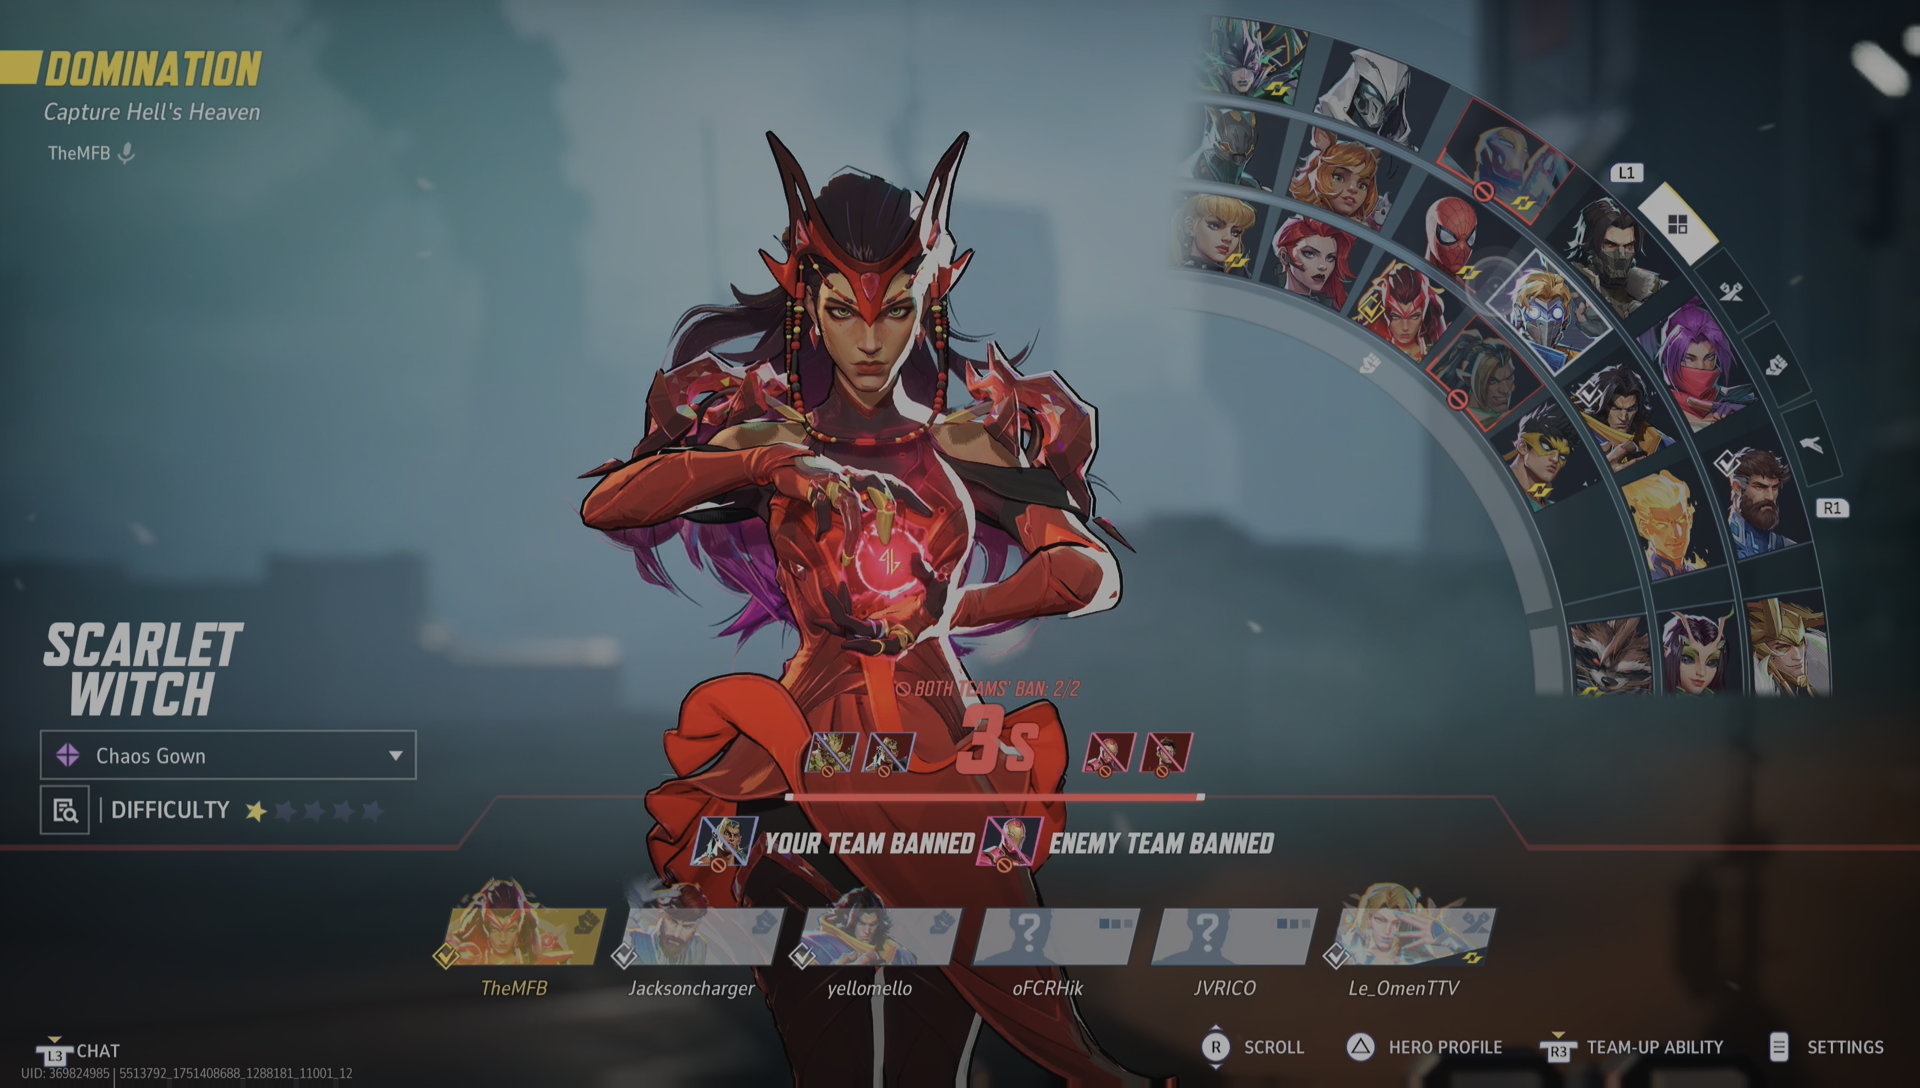 DOMINATION
Capture Hell's Heaven
TheMFB
L1
R1
SCARLET
WITCH
Chaos Gown
DIFFICULTY
BOTH TEAMS' BAN: 2/2
3s
YOUR TEAM BANNED
ENEMY TEAM BANNED
? ?
TheMFB Jacksoncharger yellomello oFCRHik JVRICO Le_OmenTTV
L3 CHAT
R SCROLL HERO PROFILE R3 TEAM-UP ABILITY SETTINGS
UID: 369824985 | 5513792_1751408688_1288181_11001_12